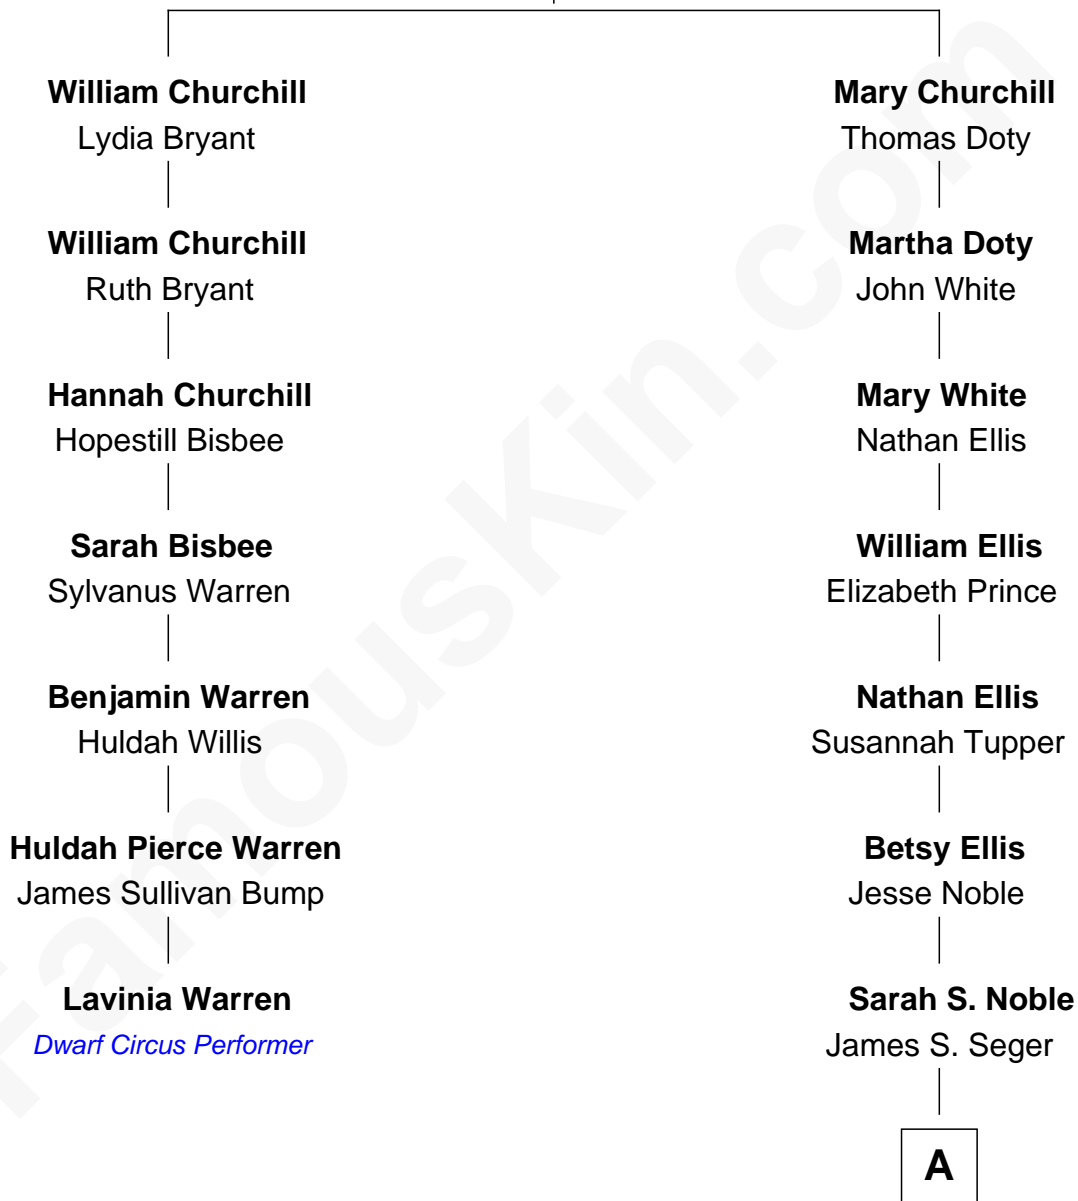 William Churchill
Lydia Bryant
William Churchill
Ruth Bryant
Hannah Churchill
Hopestill Bisbee
Sarah Bisbee
Sylvanus Warren
Benjamin Warren
Huldah Willis
Huldah Pierce Warren
James Sullivan Bump
Lavinia Warren
Dwarf Circus Performer
Mary Churchill
Thomas Doty
Martha Doty
John White
Mary White
Nathan Ellis
William Ellis
Elizabeth Prince
Nathan Ellis
Susannah Tupper
Betsy Ellis
Jesse Noble
Sarah S. Noble
James S. Seger
A
FamousKin.com